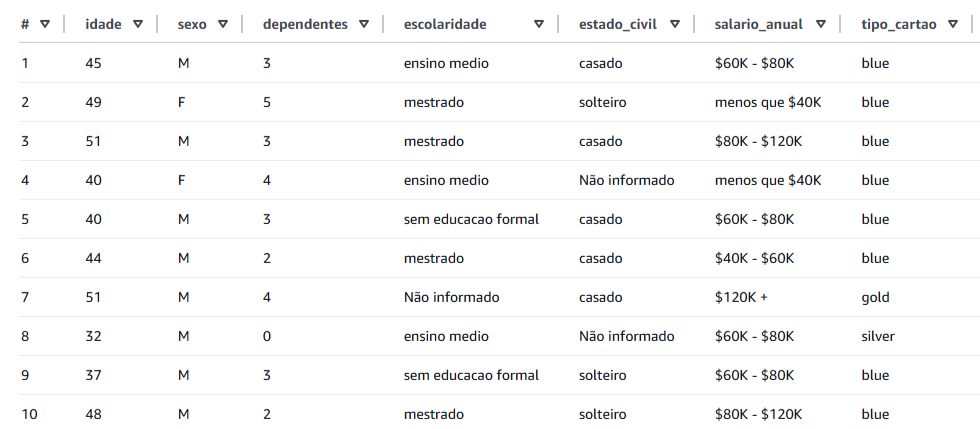 # idade sexo dependentes escolaridade estado_civil salario_anual tipo_cartao
1 45 M 3 ensino medio casado $60K - $80K blue
2 49 F 5 mestrado solteiro menos que $40K blue
3 51 M 3 mestrado casado $80K - $120K blue
4 40 F 4 ensino medio Não informado menos que $40K blue
5 40 M 3 sem educacao formal casado $60K - $80K blue
6 44 M 2 mestrado casado $40K - $60K blue
7 51 M 4 Não informado casado $120K + gold
8 32 M 0 ensino medio Não informado $60K - $80K silver
9 37 M 3 sem educacao formal solteiro $60K - $80K blue
10 48 M 2 mestrado solteiro $80K - $120K blue